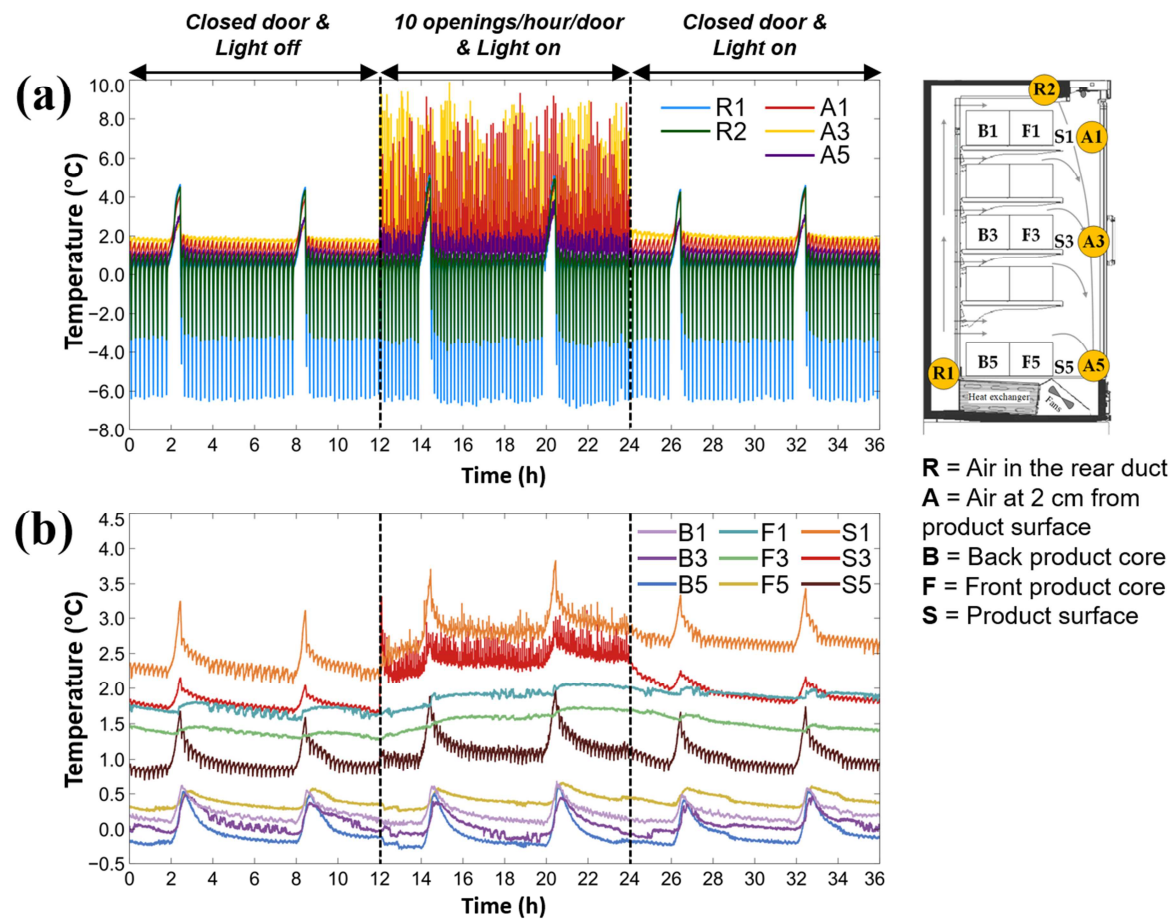 Closed door &
Light off
10 openings/hour/door
& Light on
Closed door &
Light on
(a)
10.0
8.0
6.0
4.0
2.0
0.0
−2.0
−4.0
−6.0
−8.0
Temperature (°C)
R1 A1
R2 A3
A5
0 2 4 6 8 10 12 14 16 18 20 22 24 26 28 30 32 34 36
Time (h)
R2
B1 F1 S1 A1
B3 F3 S3 A3
R1 B5 F5 S5 A5
Heat exchanger
Fans
R = Air in the rear duct
A = Air at 2 cm from
product surface
B = Back product core
F = Front product core
S = Product surface
(b)
4.5
4.0
3.5
3.0
2.5
2.0
1.5
1.0
0.5
0.0
−0.5
Temperature (°C)
B1 F1 S1
B3 F3 S3
B5 F5 S5
0 2 4 6 8 10 12 14 16 18 20 22 24 26 28 30 32 34 36
Time (h)